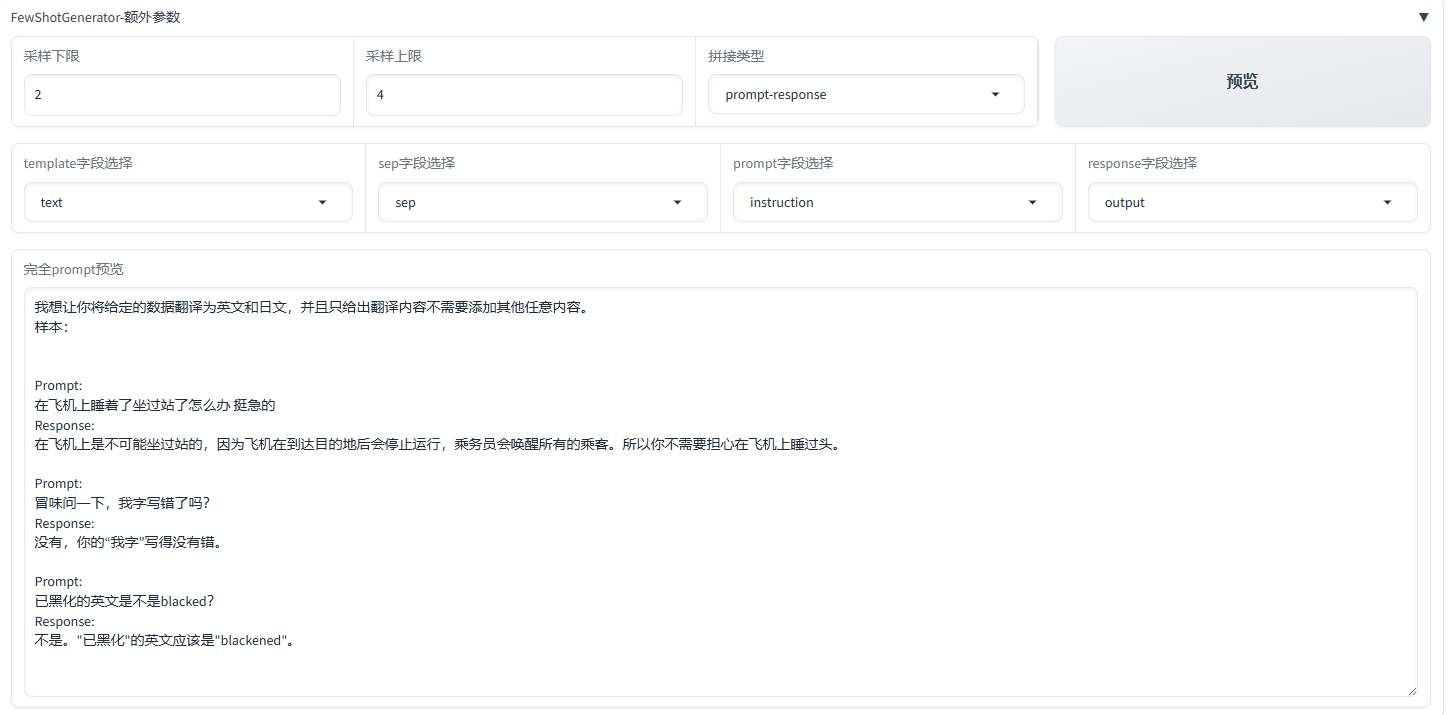 FewShotGenerator-额外参数
采样下限
采样上限
拼接类型
2
4
prompt-response
预览
template字段选择
sep字段选择
prompt字段选择
response字段选择
text
sep
instruction
output
完全prompt预览
我想让你将给定的数据翻译为英文和日文，并且只给出翻译内容不需要添加其他任意内容。
样本：
Prompt:
在飞机上睡着了坐过站了怎么办 挺急的
Response:
在飞机上是不可能坐过站的，因为飞机在到达目的地后会停止运行，乘务员会唤醒所有的乘客。所以你不需要担心在飞机上睡过头。
Prompt:
冒味问一下，我字写错了吗？
Response:
没有，你的“我字”写得没有错。
Prompt:
已黑化的英文是不是blacked？
Response:
不是。"已黑化"的英文应该是"blackened"。